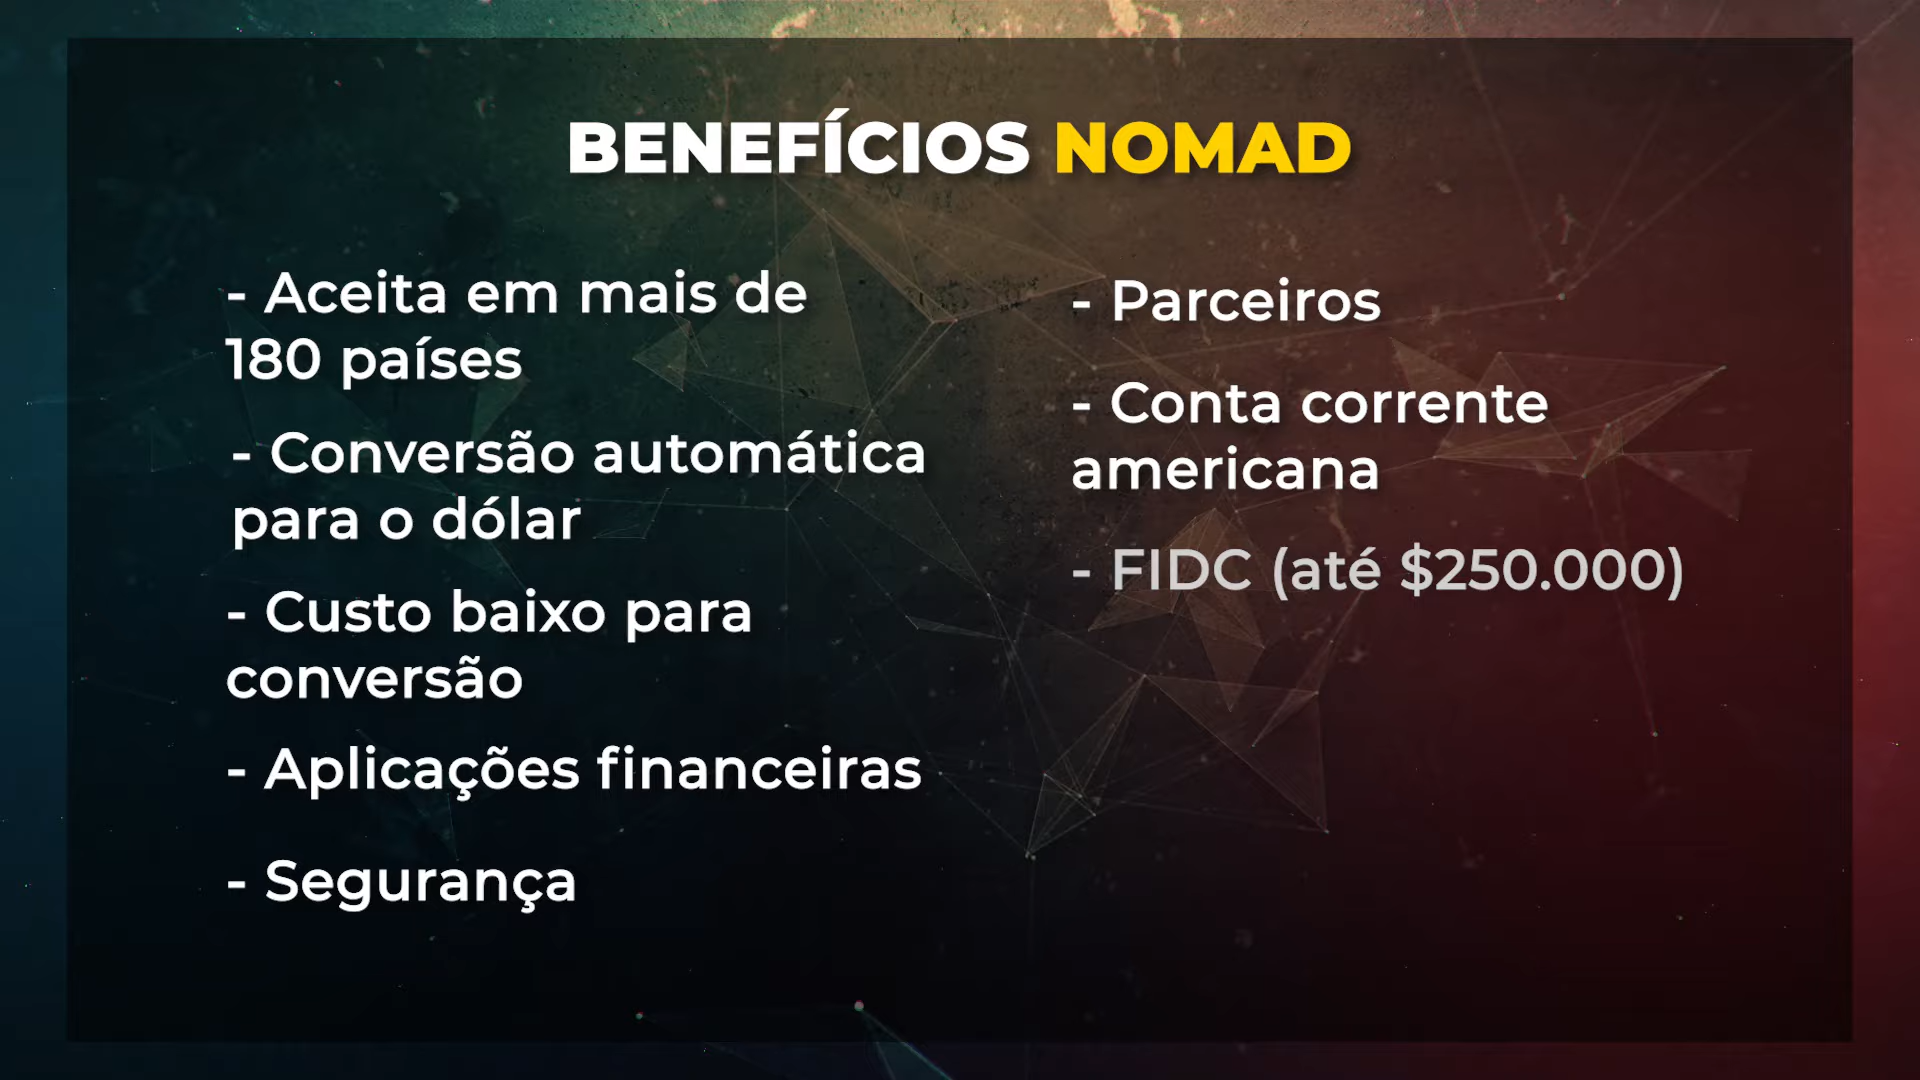 BENEFÍCIOS NOMAD
- Aceita em mais de
180 países
- Conversão automática
para o dólar
- Custo baixo para
conversão
- Aplicações financeiras
- Segurança
- Parceiros
- Conta corrente
americana
- FIDC (até $250.000)